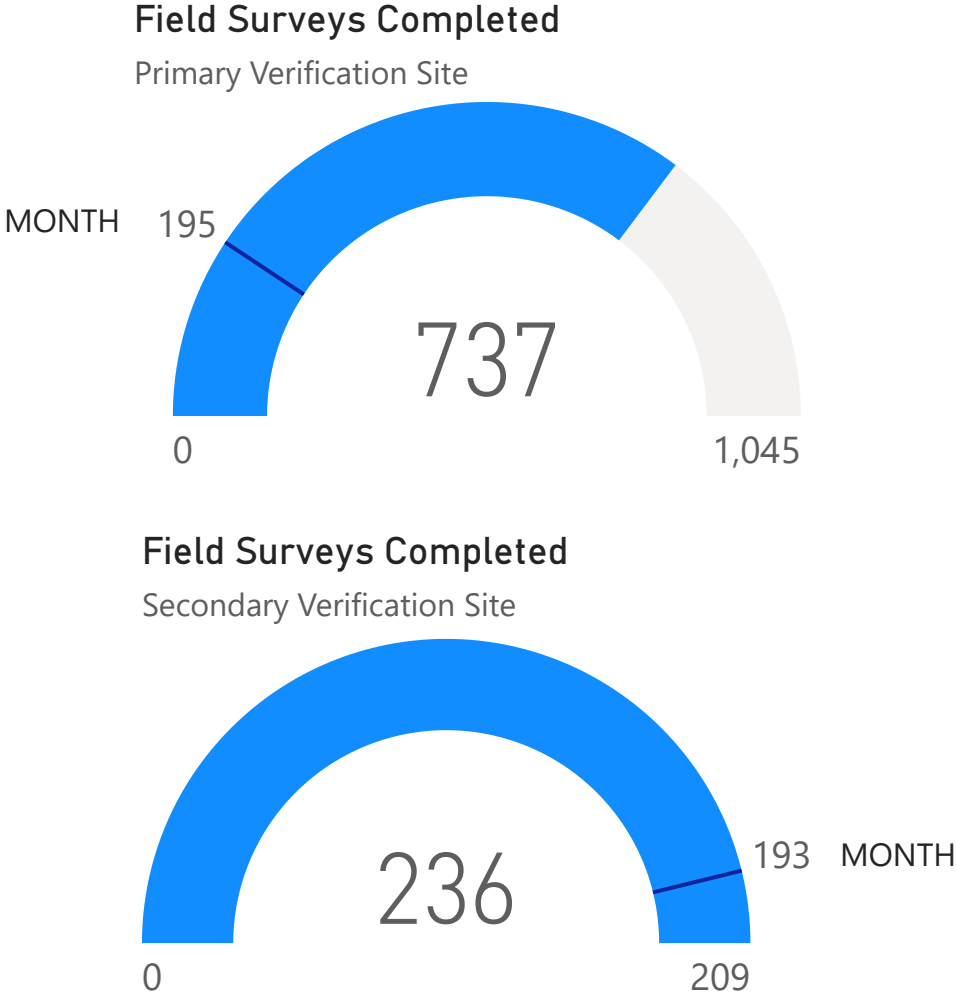 Field Surveys Completed
Primary Verification Site
MONTH 195
737
0 1,045
Field Surveys Completed
Secondary Verification Site
193 MONTH
236
0 209